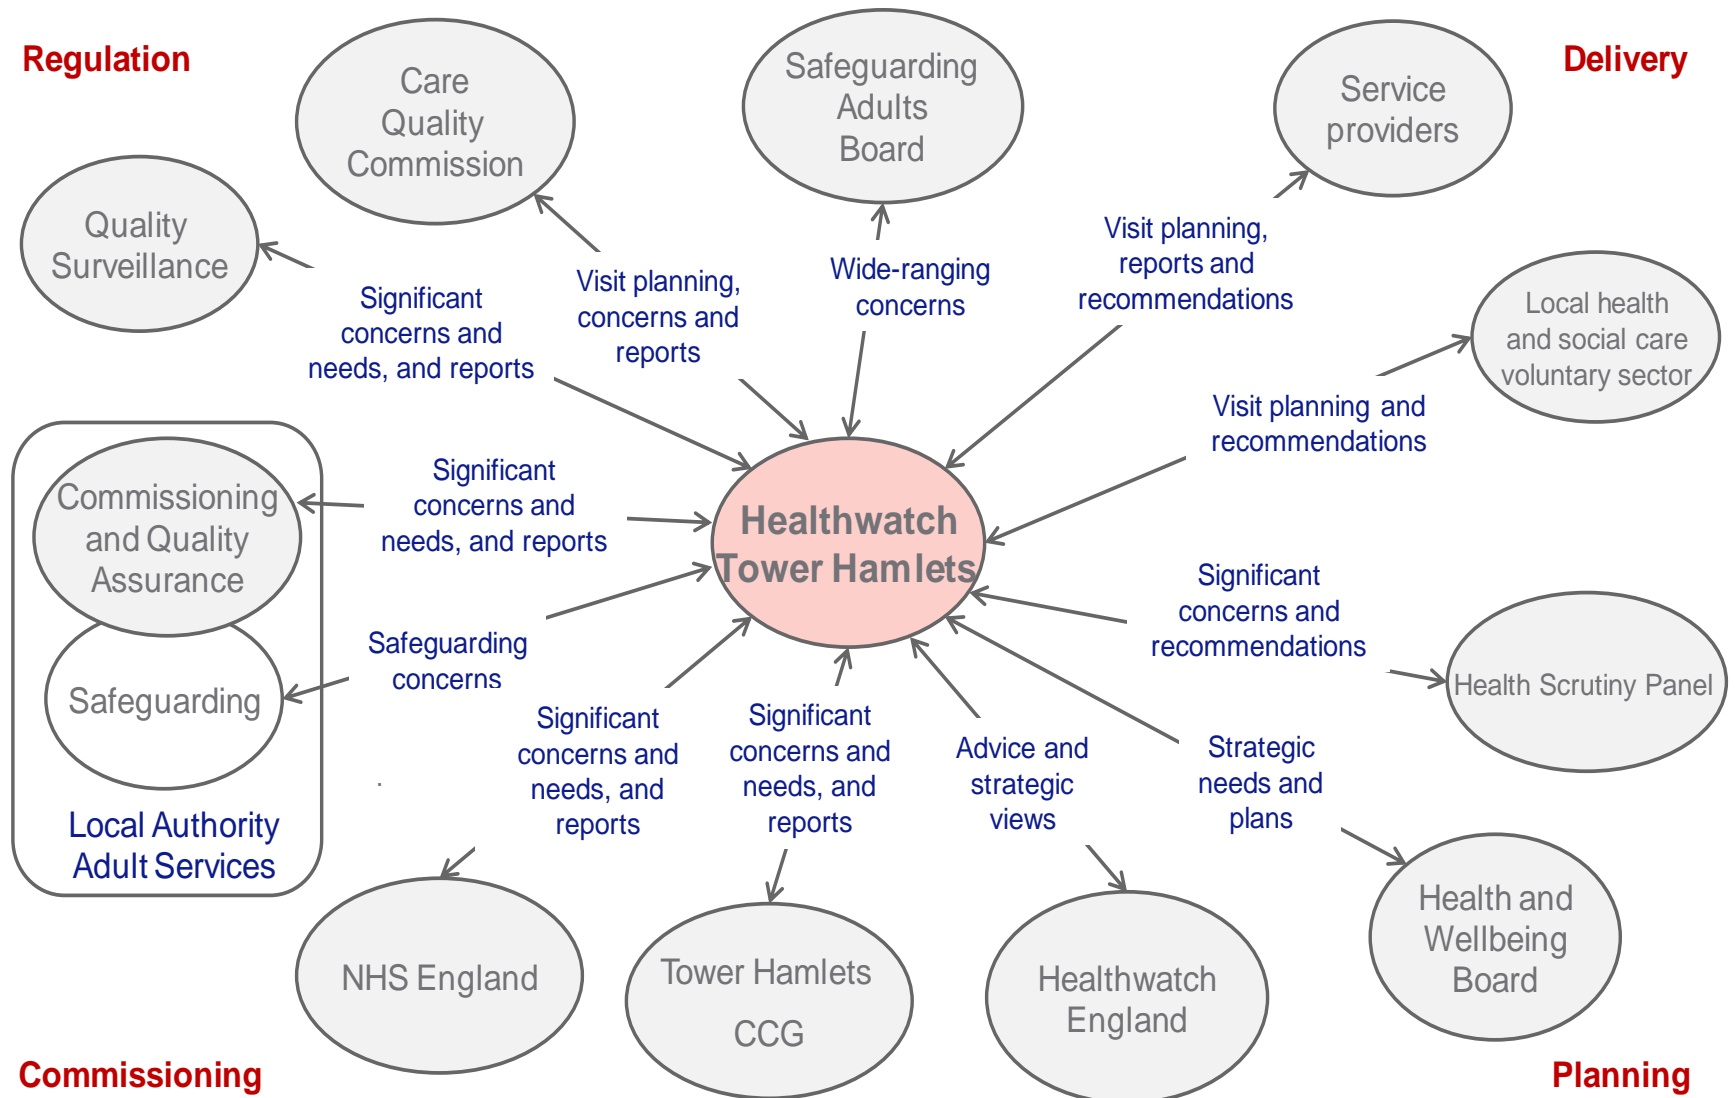 Regulation
Delivery
Care
Quality
Commission
Safeguarding
Adults
Board
Service
providers
Quality
Surveillance
Significant
concerns and
needs, and reports
Visit planning,
concerns and
reports
Wide-ranging
concerns
Visit planning,
reports and
recommendations
Local health
and social care
voluntary sector
Visit planning and
recommendations
Commissioning
and Quality
Assurance
Significant
concerns and
needs, and reports
Healthwatch
Tower Hamlets
Significant
concerns and
recommendations
Health Scrutiny Panel
Safeguarding
Safeguarding
concerns
Local Authority
Adult Services
Significant
concerns and
needs, and
reports
Significant
concerns and
needs, and
reports
Advice and
strategic
views
Strategic
needs and
plans
NHS England
Tower Hamlets
CCG
Healthwatch
England
Health and
Wellbeing
Board
Commissioning
Planning